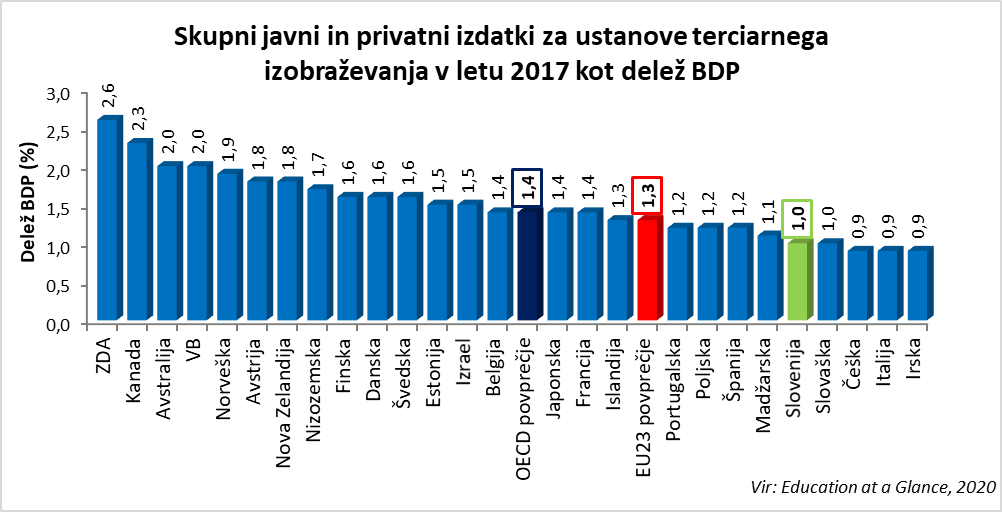 Skupni javni in privatni izdatki za ustanove terciarnega
izobraževanja v letu 2017 kot delež BDP
Delež BDP (%)
3,0
2,5
2,0
1,5
1,0
0,5
0,0
2,6
2,3
2,0
2,0
1,9
1,8
1,8
1,7
1,6
1,6
1,6
1,5
1,5
1,4
1,4
1,4
1,4
1,3
1,3
1,2
1,2
1,2
1,1
1,0
1,0
0,9
0,9
0,9
ZDA
Kanada
Avstralija
VB
Norveška
Avstrija
Nova Zelandija
Nizozemska
Finska
Danska
Švedska
Estonija
Izrael
Belgija
OECD povprečje
Japonska
Francija
Islandija
EU23 povprečje
Portugalska
Poljska
Španija
Madžarska
Slovenija
Slovaška
Češka
Italija
Irska
Vir: Education at a Glance, 2020